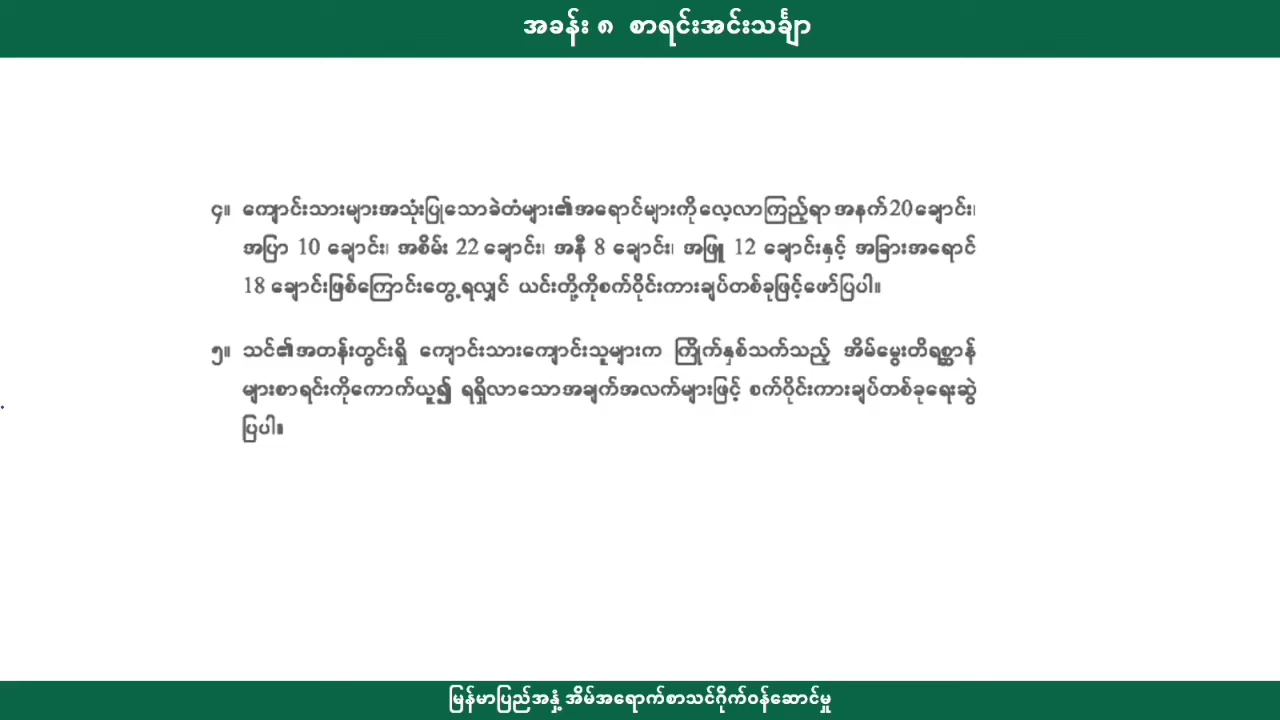 အခန်း ၈ စာရင်းအင်းသင်္ချာ
၄။ ကျောင်းသားများအသုံးပြုသောခဲတံများ၏အရောင်များကိုလေ့လာကြည့်ရာ အနက် 20 ချောင်း၊
အပြာ 10 ချောင်း၊ အစိမ်း 22 ချောင်း၊ အနီ 8 ချောင်း၊ အဖြူ 12 ချောင်းနှင့် အခြားအရောင်
18 ချောင်းဖြစ်ကြောင်းတွေ့ရလျှင် ယင်းတို့ကိုစက်ဝိုင်းကားချပ်တစ်ခုဖြင့်ဖော်ပြပါ။
၅။ သင်၏အတန်းတွင်းရှိ ကျောင်းသားကျောင်းသူများက ကြိုက်နှစ်သက်သည့် အိမ်မွေးတိရစ္ဆာန်
များစာရင်းကိုကောက်ယူ၍ ရရှိလာသောအချက်အလက်များဖြင့် စက်ဝိုင်းကားချပ်တစ်ခုရေးဆွဲ
ပြပါ။
မြန်မာပြည်အနှံ့ အိမ်အရောက်စာသင်ဂိုက်ဝန်ဆောင်မှု